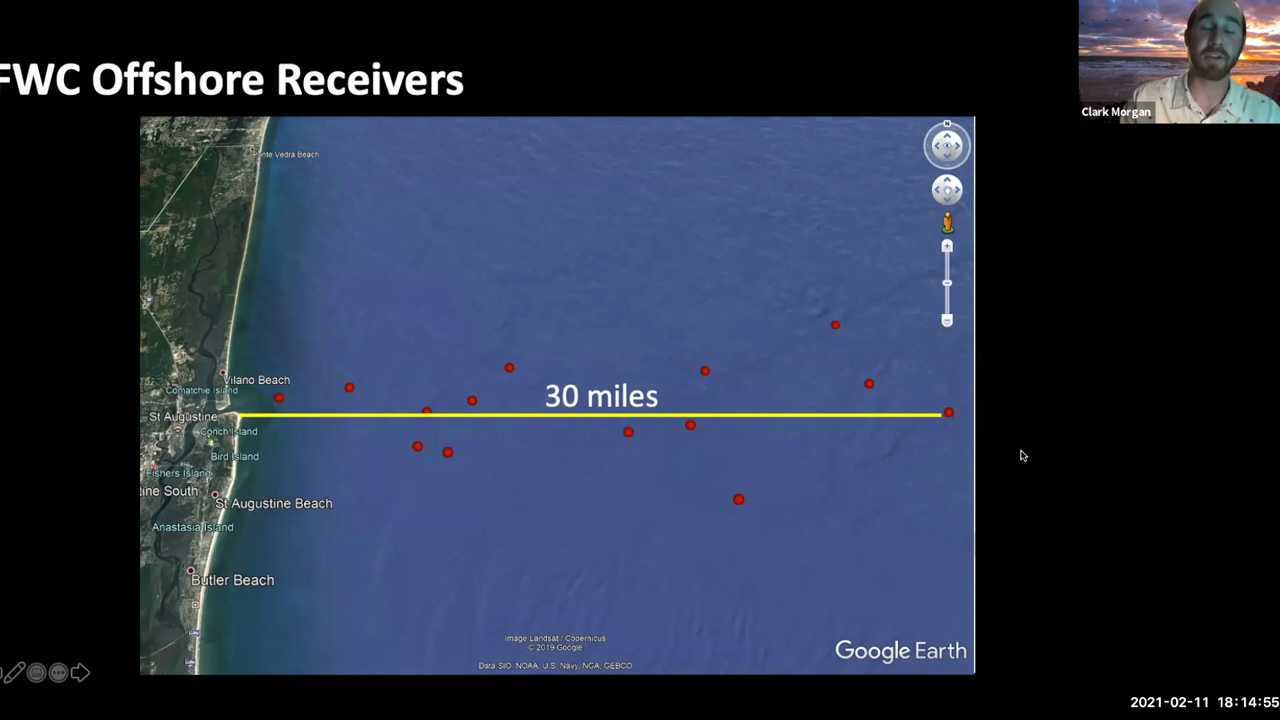 FWC Offshore Receivers
Clark Morgan
N
Ponte Vedra Beach
Vilano Beach
Comatchie Island
30 miles
St Augustine
Conch Island
Bird Island
Fishers Island
ine South
St Augustine Beach
Anastasia Island
Butler Beach
Image Landsat / Copernicus
© 2019 Google
Google Earth
Data SIO, NOAA, U.S. Navy, NGA, GEBCO
2021-02-11 18:14:55